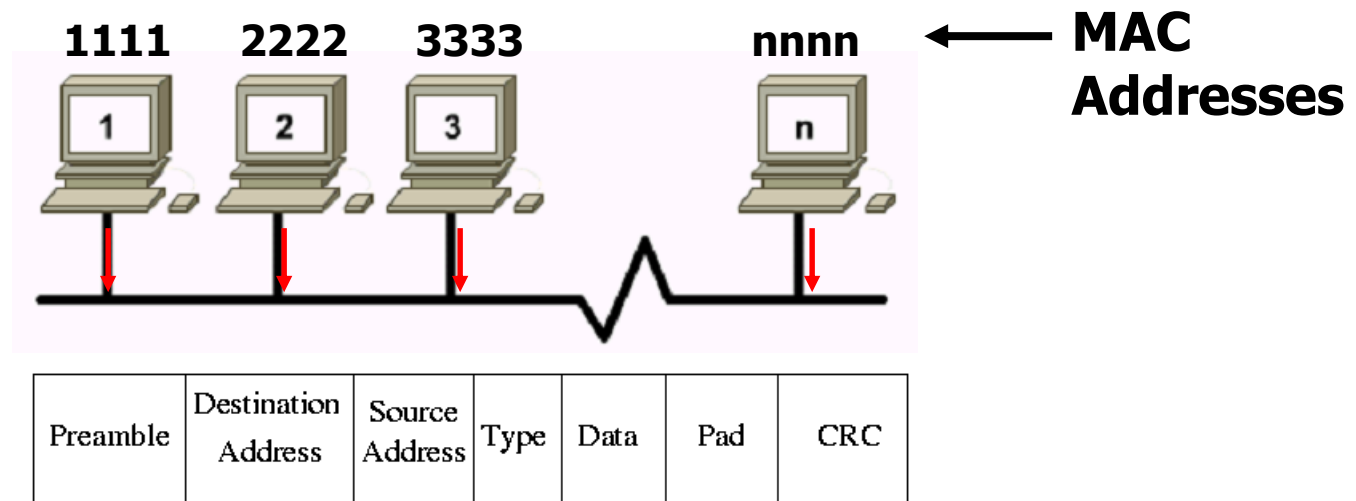 1111 2222 3333 nnnn MAC
Addresses
1 2 3 n
Preamble Destination Address Source Address Type Data Pad CRC